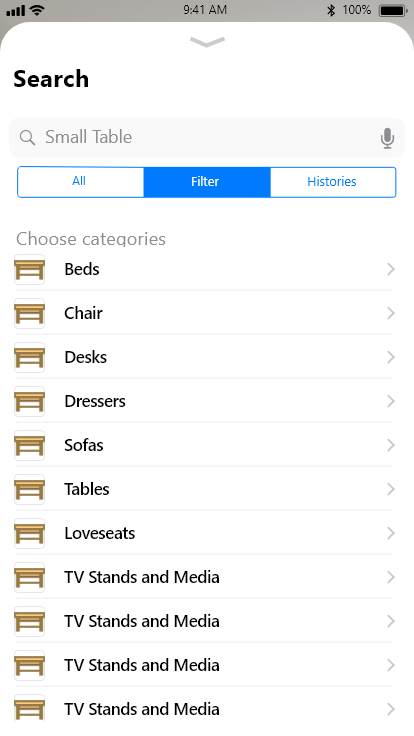 9:41 AM 100%
Search
Small Table
All Filter Histories
Choose categories
Beds
Chair
Desks
Dressers
Sofas
Tables
Loveseats
TV Stands and Media
TV Stands and Media
TV Stands and Media
TV Stands and Media